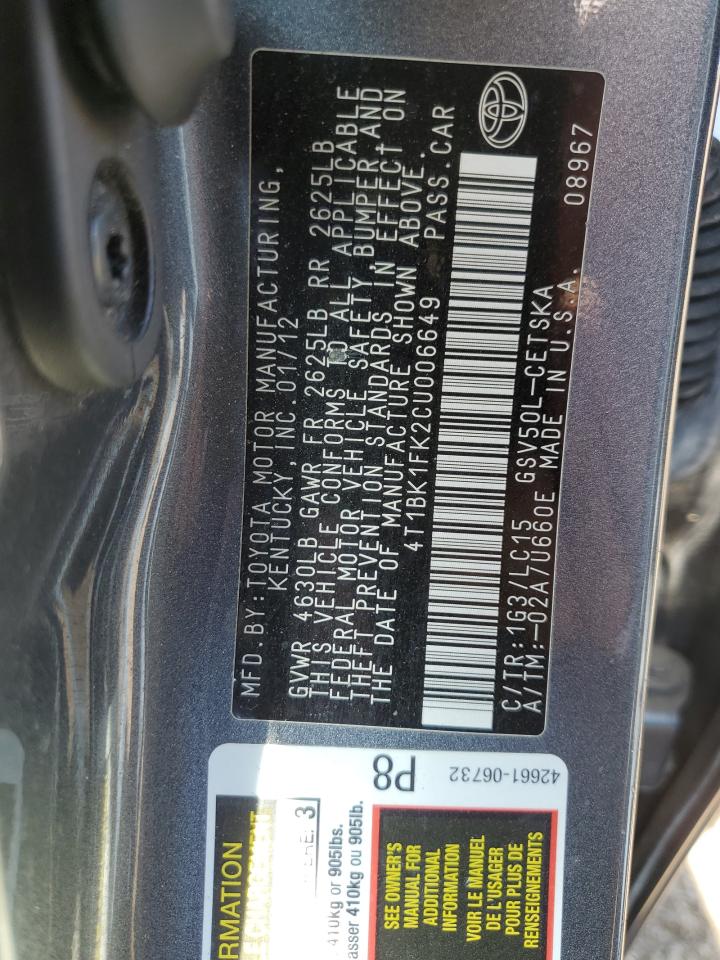 MFD.BY:TOYOTA MOTOR MANUFACTURING,
KENTUCKY,INC.01/12
GVWR 4630LB GAWR FR 2625LB RR 2625LB
THIS VEHICLE CONFORMS TO ALL APPLICABLE
FEDERAL MOTOR VEHICLE SAFETY,BUMPER,AND
THEFT PREVENTION STANDARDS IN EFFECT ON
THE DATE OF MANUFACTURE SHOWN ABOVE.
4T1BK1FK2CU006649 PASS.CAR
C/TR:1G3/LC15 GSV50L-CETSKA
A/TM:-02A/U660E MADE IN U.S.A. 08967
P8
42661-06732
3
410kg or 905lbs.
asser 410kg ou 905lb.
SEE OWNER'S
MANUAL FOR
ADDITIONAL
INFORMATION
VOIR LE MANUEL
DE L'USAGER
POUR PLUS DE
RENSEIGNEMENTS